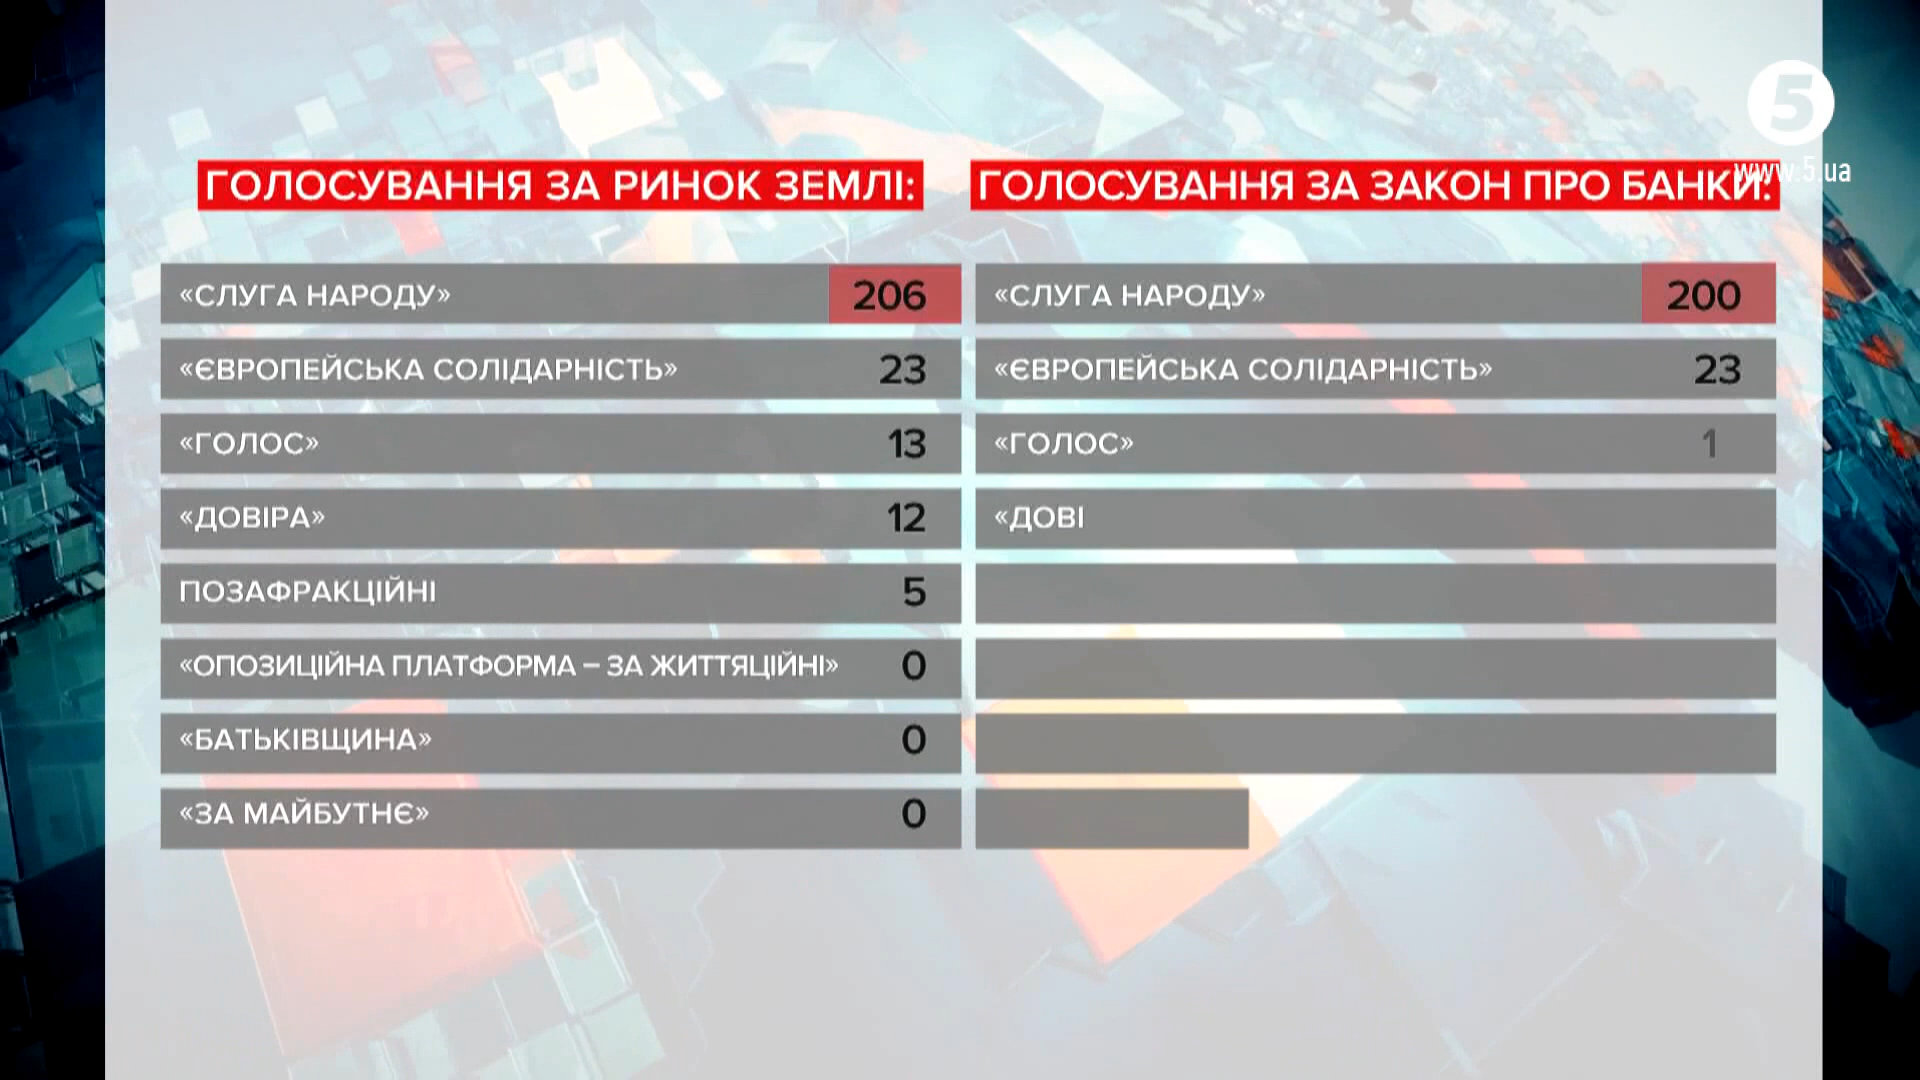 5
www.5.ua
ГОЛОСУВАННЯ ЗА РИНОК ЗЕМЛІ:
«СЛУГА НАРОДУ» 206
«ЄВРОПЕЙСЬКА СОЛІДАРНІСТЬ» 23
«ГОЛОС» 13
«ДОВІРА» 12
ПОЗАФРАКЦІЙНІ 5
«ОПОЗИЦІЙНА ПЛАТФОРМА – ЗА ЖИТТЯЦІЙНІ» 0
«БАТЬКІВЩИНА» 0
«ЗА МАЙБУТНЄ» 0
ГОЛОСУВАННЯ ЗА ЗАКОН ПРО БАНКИ:
«СЛУГА НАРОДУ» 200
«ЄВРОПЕЙСЬКА СОЛІДАРНІСТЬ» 23
«ГОЛОС» 1
«ДОВІ